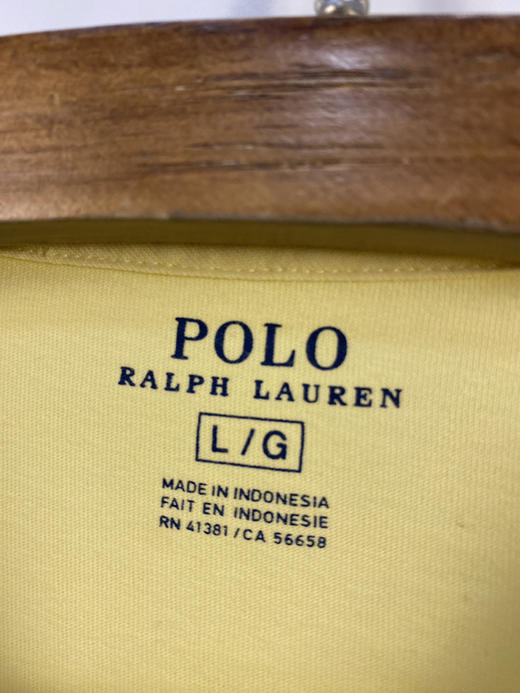 POLO
RALPH LAUREN
L/G
MADE IN INDONESIA
FAIT EN INDONESIE
RN 41381/CA 56658